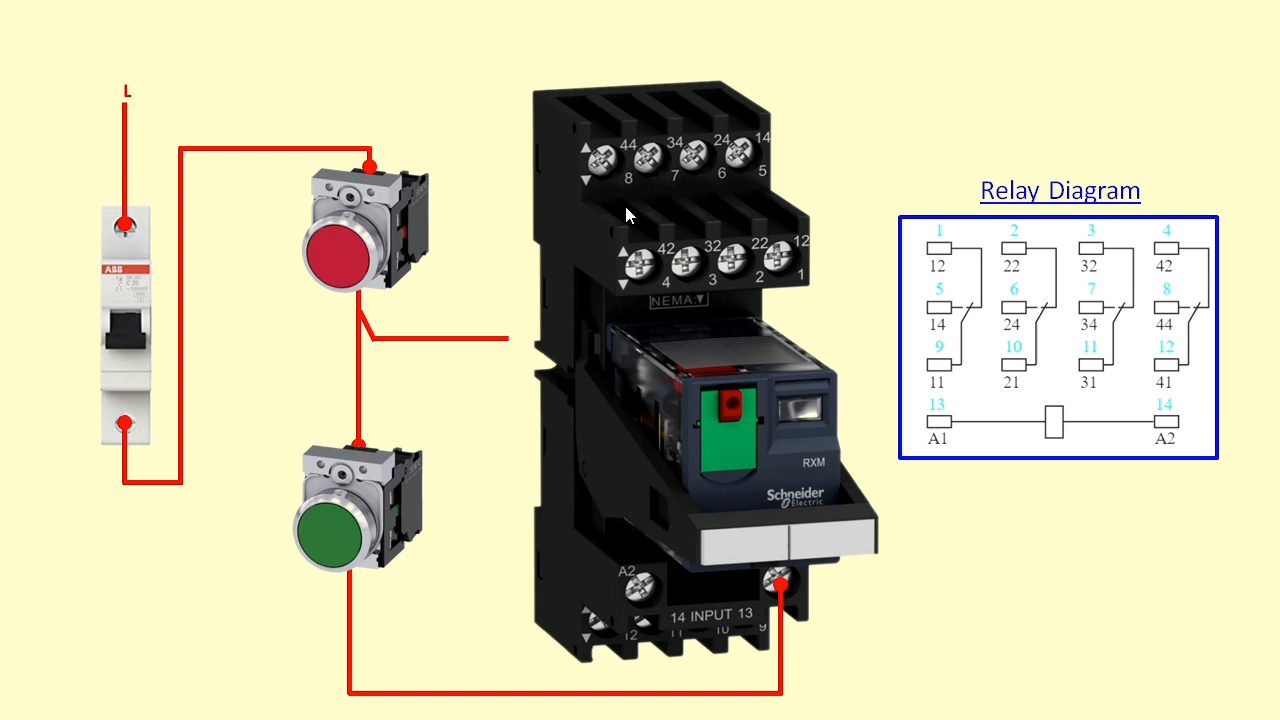 L
ABB
C 20
44 34 24 14
8 7 6 5
42 32 22 12
4 3 2 1
NEMA
RXM
Schneider
Electric
A2
14 INPUT 13
12 11 10 9
Relay Diagram
1 2 3 4
12 22 32 42
5 6 7 8
14 24 34 44
9 10 11 12
11 21 31 41
13 14
A1 A2